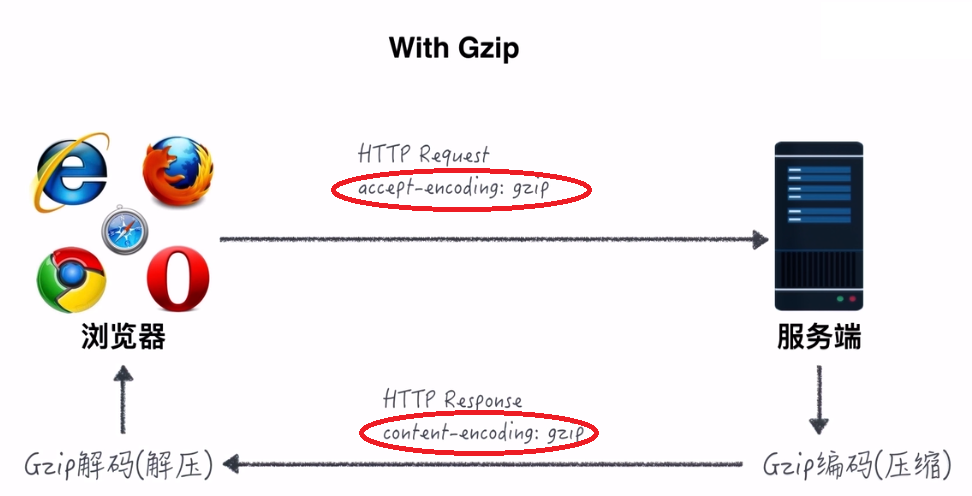 With Gzip
HTTP Request
accept-encoding: gzip
浏览器
服务端
HTTP Response
content-encoding: gzip
Gzip解码(解压)
Gzip编码(压缩)